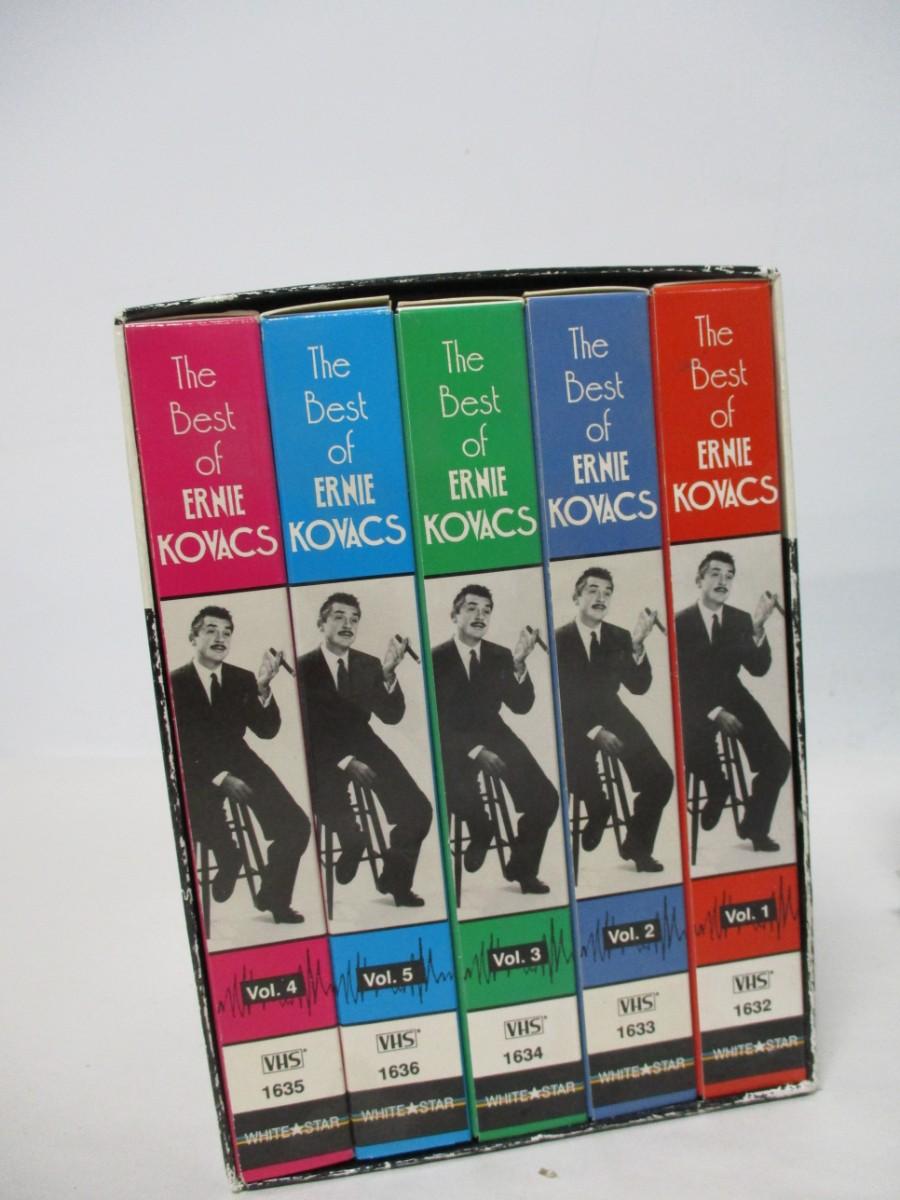 The
Best
of
ERNIE
KOVACS
Vol. 4
VHS
1635
WHITE★STAR
The
Best
of
ERNIE
KOVACS
Vol. 5
VHS
1636
WHITE★STAR
The
Best
of
ERNIE
KOVACS
Vol. 3
VHS
1634
WHITE★STAR
The
Best
of
ERNIE
KOVACS
Vol. 2
VHS
1633
WHITE★STAR
The
Best
of
ERNIE
KOVACS
Vol. 1
VHS
1632
WHITE★STAR